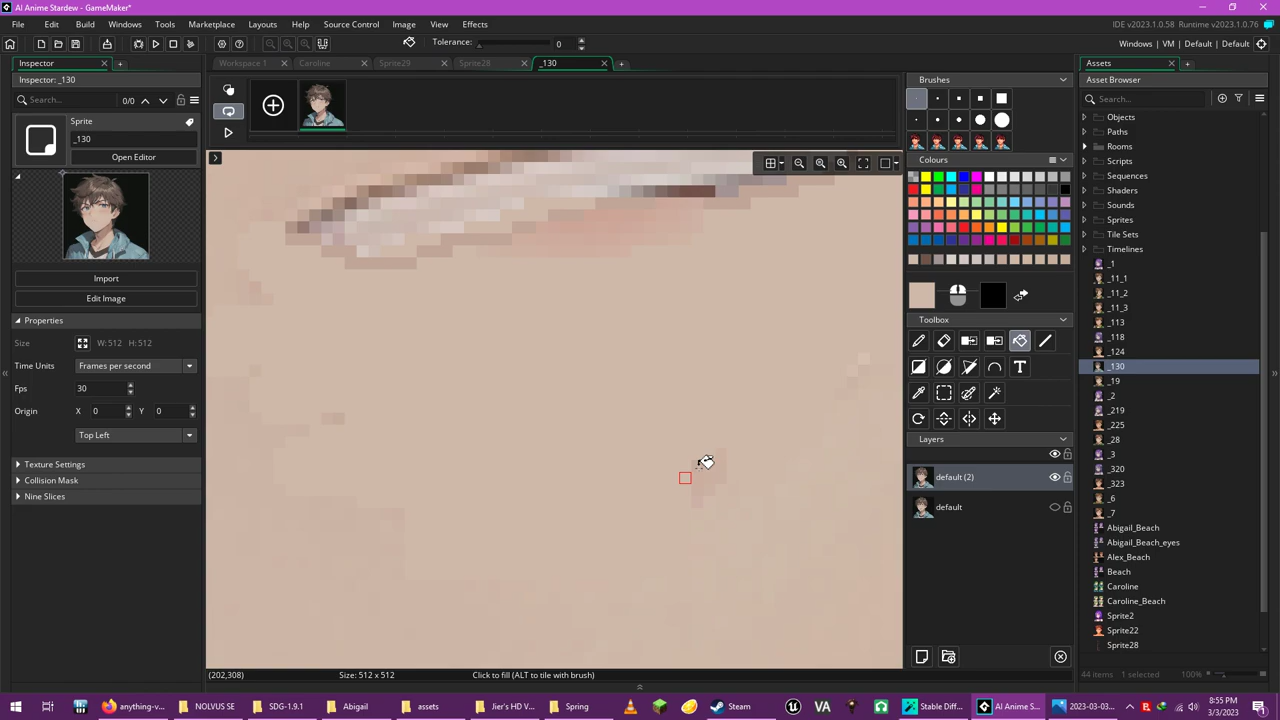 AI Anime Stardew - GameMaker*
File Edit Build Windows Tools Marketplace Layouts Help Source Control Image View Effects
IDE v2023.1.0.58 Runtime v2023.1.0.76
Tolerance: 0
Windows | VM | Default | Default
Inspector
Workspace 1 Caroline Sprite29 Sprite28 _130
Assets
Inspector: _130
Asset Browser
Brushes
Search... 0/0
Search...
Sprite
_130
Open Editor
Import
Edit Image
Properties
Size W: 512 H: 512
Time Units Frames per second
Fps 30
Origin X 0 Y 0
Top Left
Texture Settings
Collision Mask
Nine Slices
Colours
Toolbox
T
Layers
default (2)
default
Objects
Paths
Rooms
Scripts
Sequences
Shaders
Sounds
Sprites
Tile Sets
Timelines
_1
_11_1
_11_2
_11_3
_113
_118
_124
_130
_19
_2
_219
_225
_28
_3
_320
_323
_6
_7
Abigail_Beach
Abigail_Beach_eyes
Alex_Beach
Beach
Caroline
Caroline_Beach
Sprite2
Sprite22
Sprite28
(202,308) Size: 512 x 512 Click to fill (ALT to tile with brush)
44 items 1 selected 100%
anything-v... NOLVUS SE SDG-1.9.1 Abigail assets Jier's HD V... Spring Steam VA Stable Diff... AI Anime S... 2023-03-03...
8:55 PM
3/3/2023